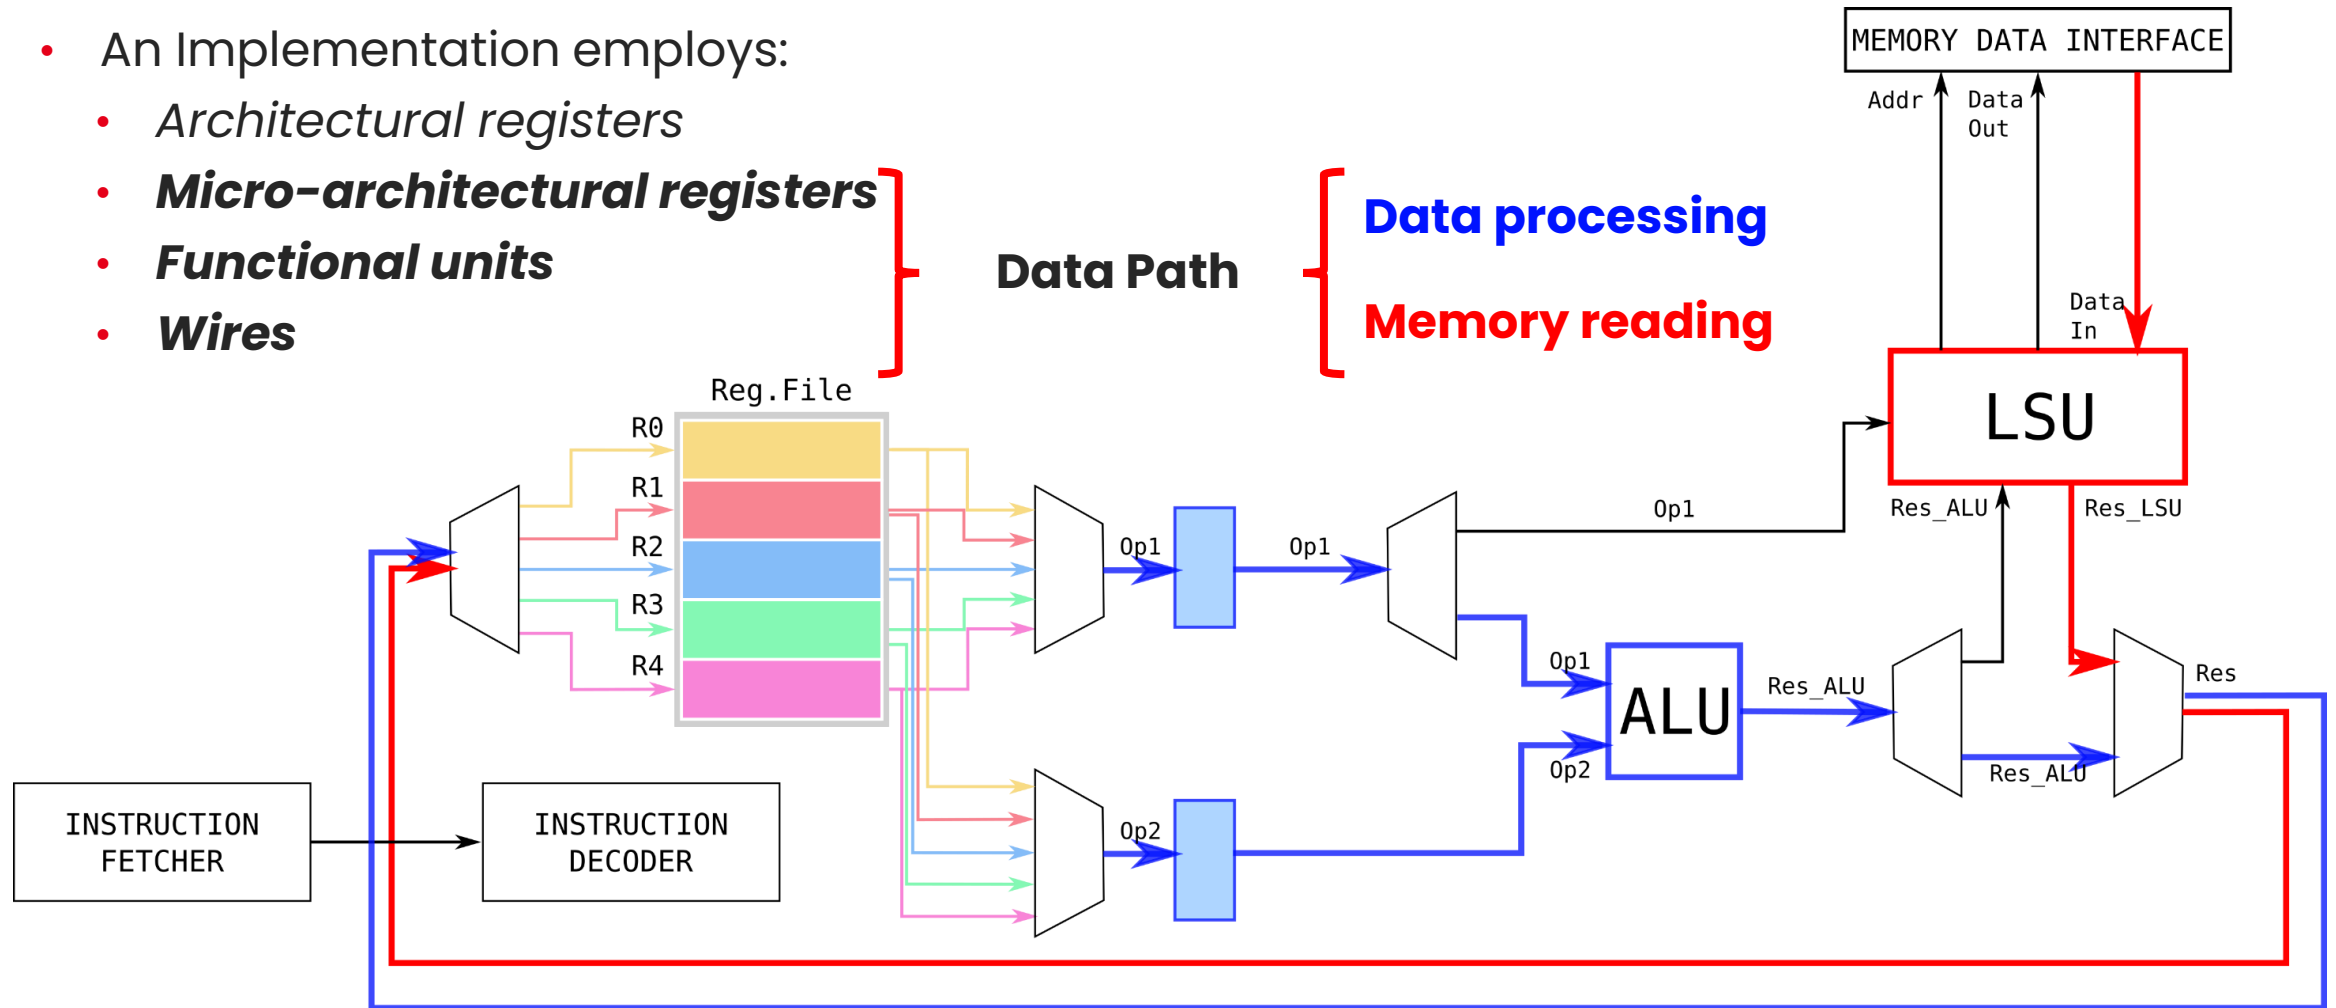 An Implementation employs:
Architectural registers
Micro-architectural registers
Functional units
Wires
Data Path
Data processing
Memory reading
MEMORY DATA INTERFACE
Addr
Data
Out
Data
In
LSU
Res_ALU
Res_LSU
Reg.File
R0
R1
R2
R3
R4
Op1
Op1
Op1
Op1
Op2
ALU
Res_ALU
Res_ALU
Res
Op2
INSTRUCTION
FETCHER
INSTRUCTION
DECODER